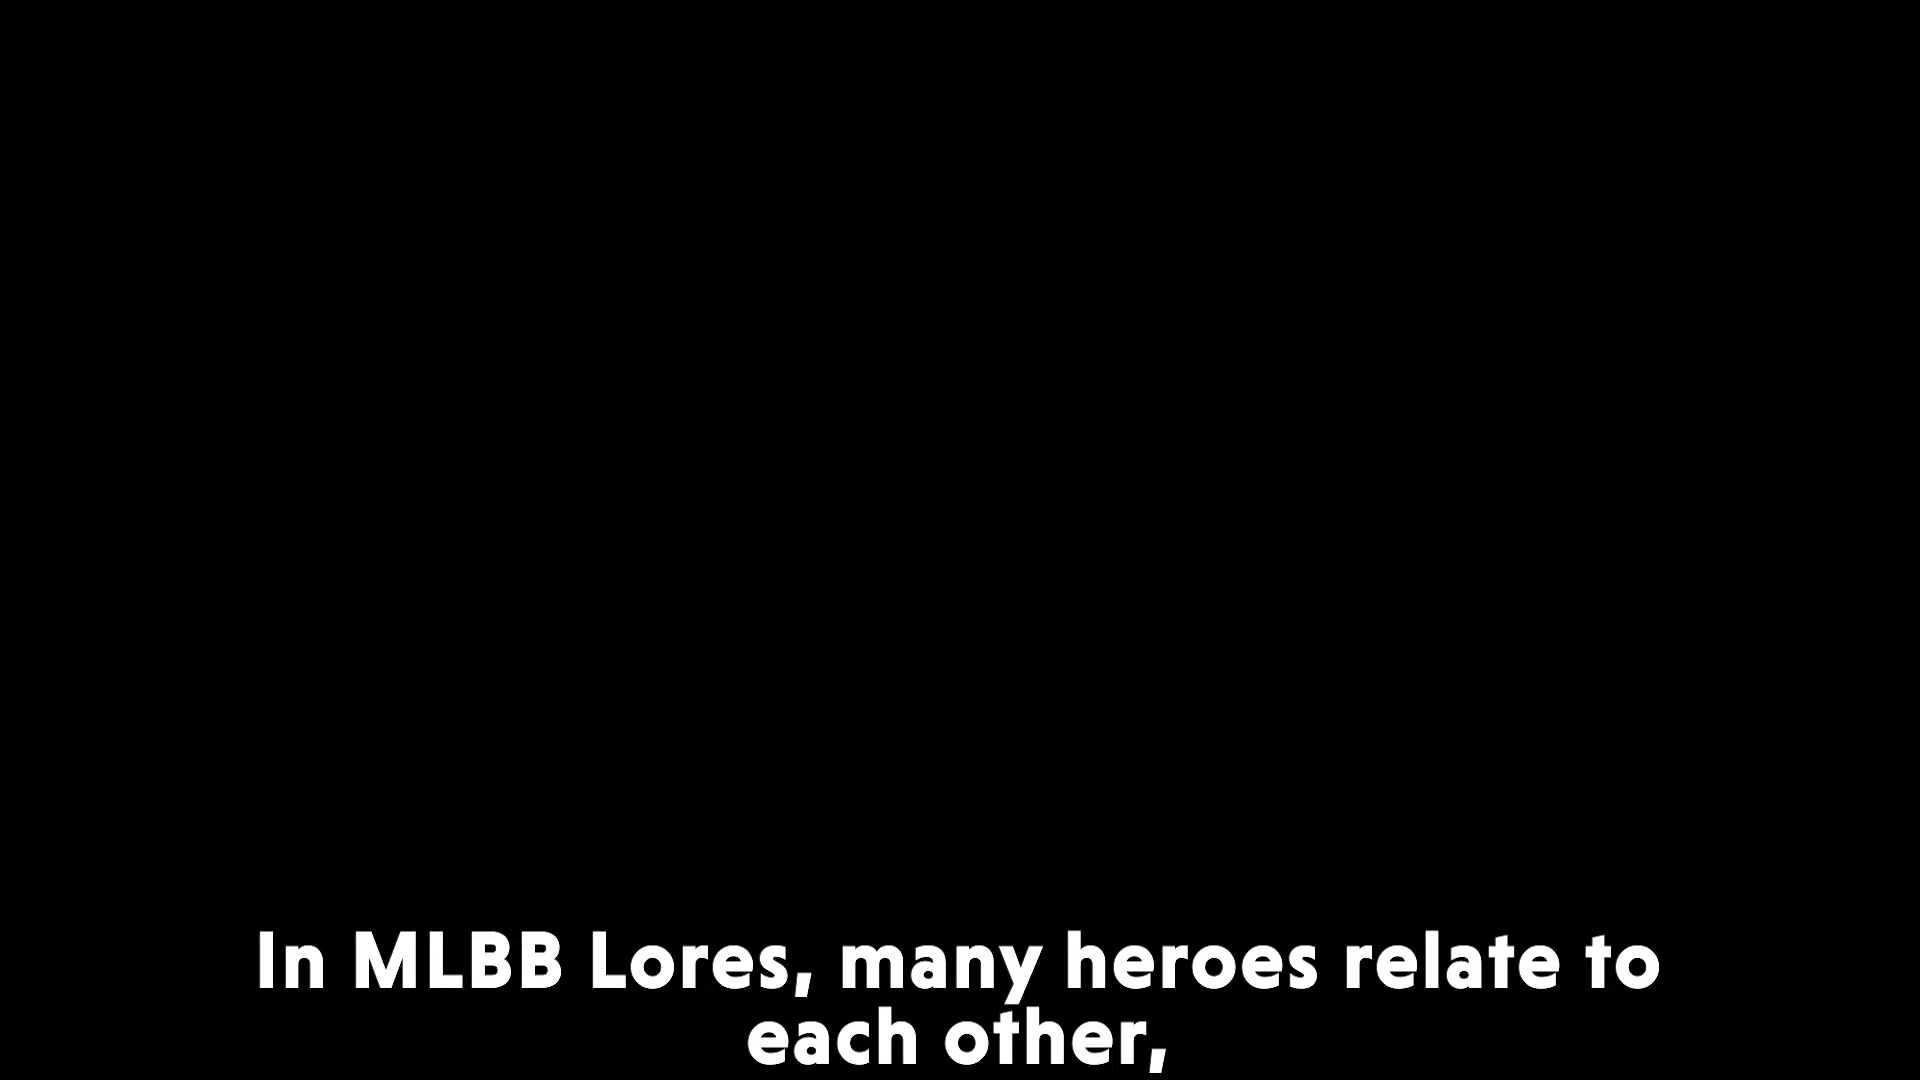 In MLBB Lores, many heroes relate to
each other,